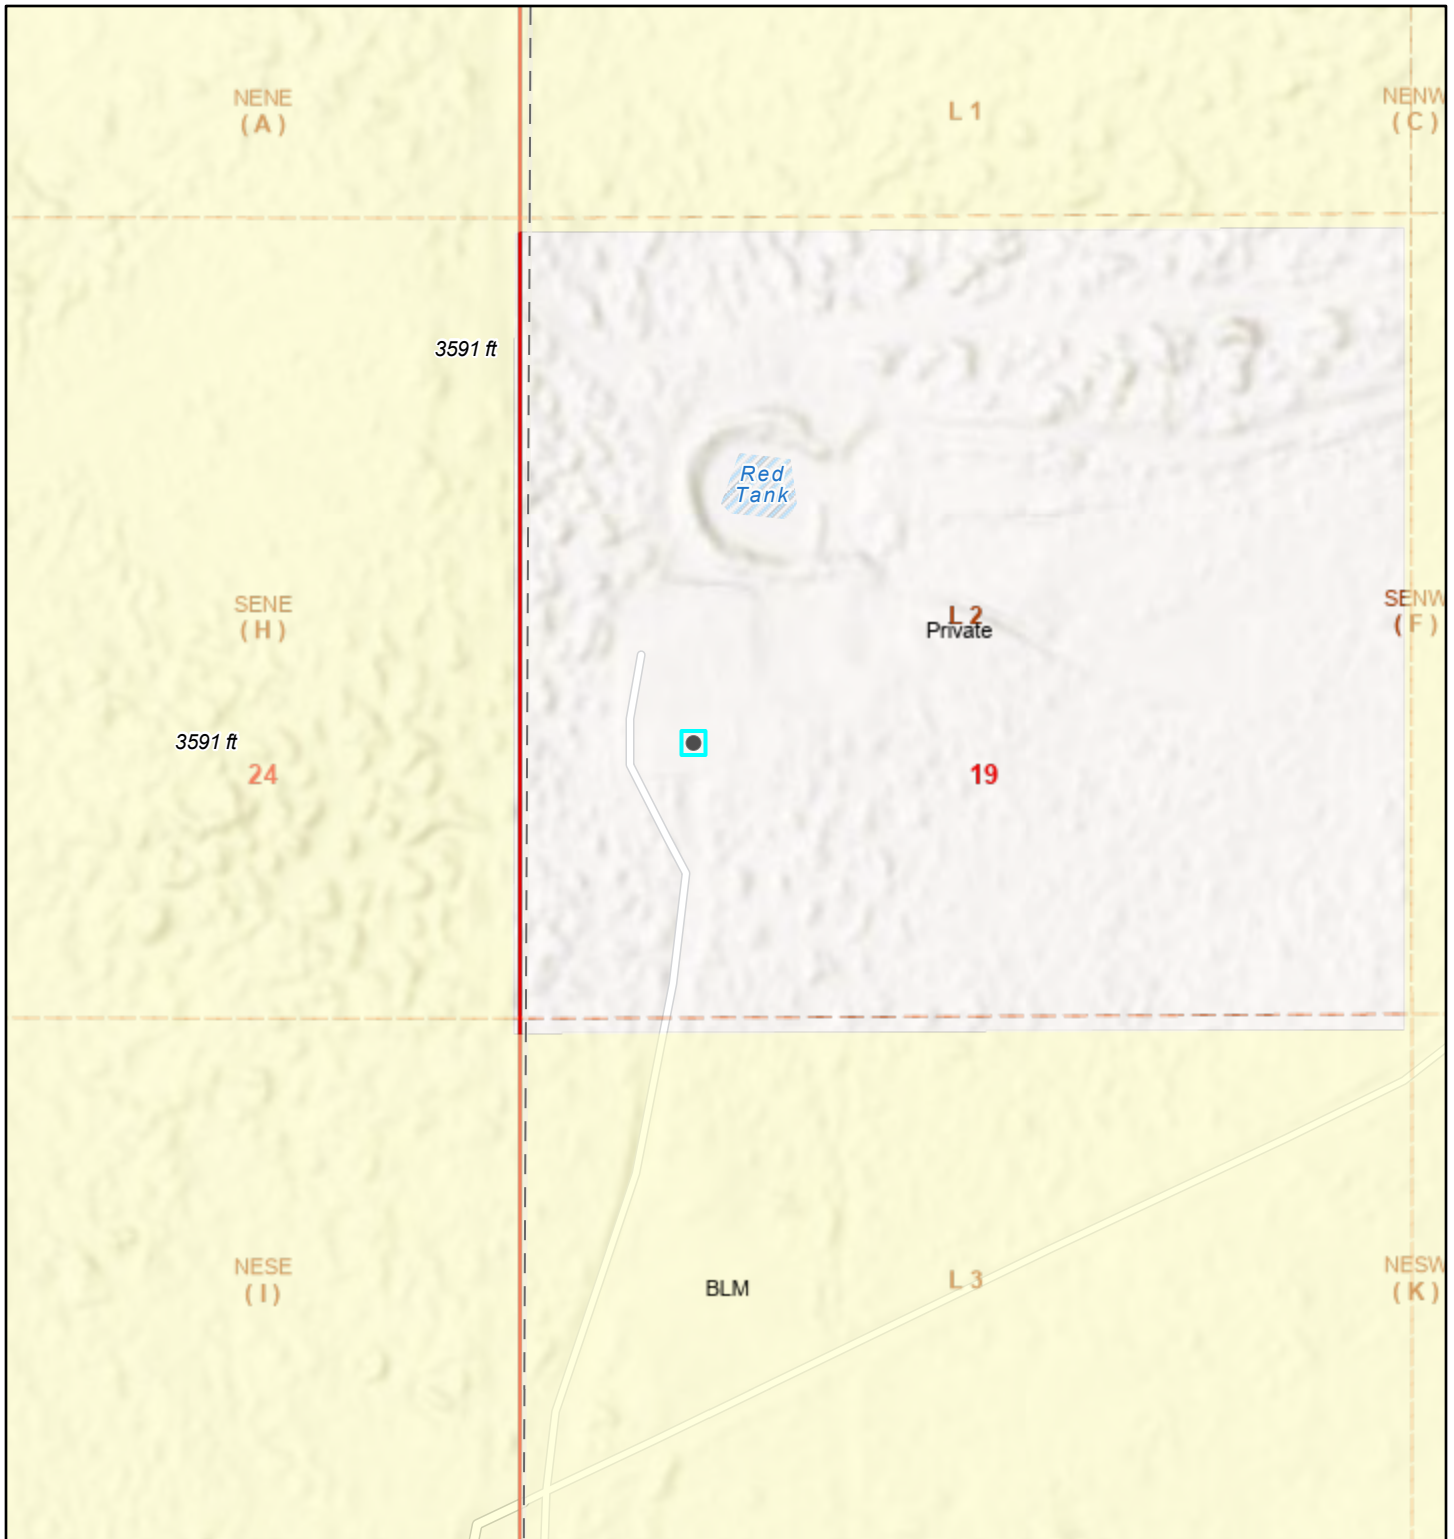 NENE
( A )
L 1
NENW
( C )
3591 ft
Red
Tank
SENE
( H )
L 2
Private
SENW
( F )
3591 ft
24
19
NESE
( I )
BLM
L 3
NESW
( K )